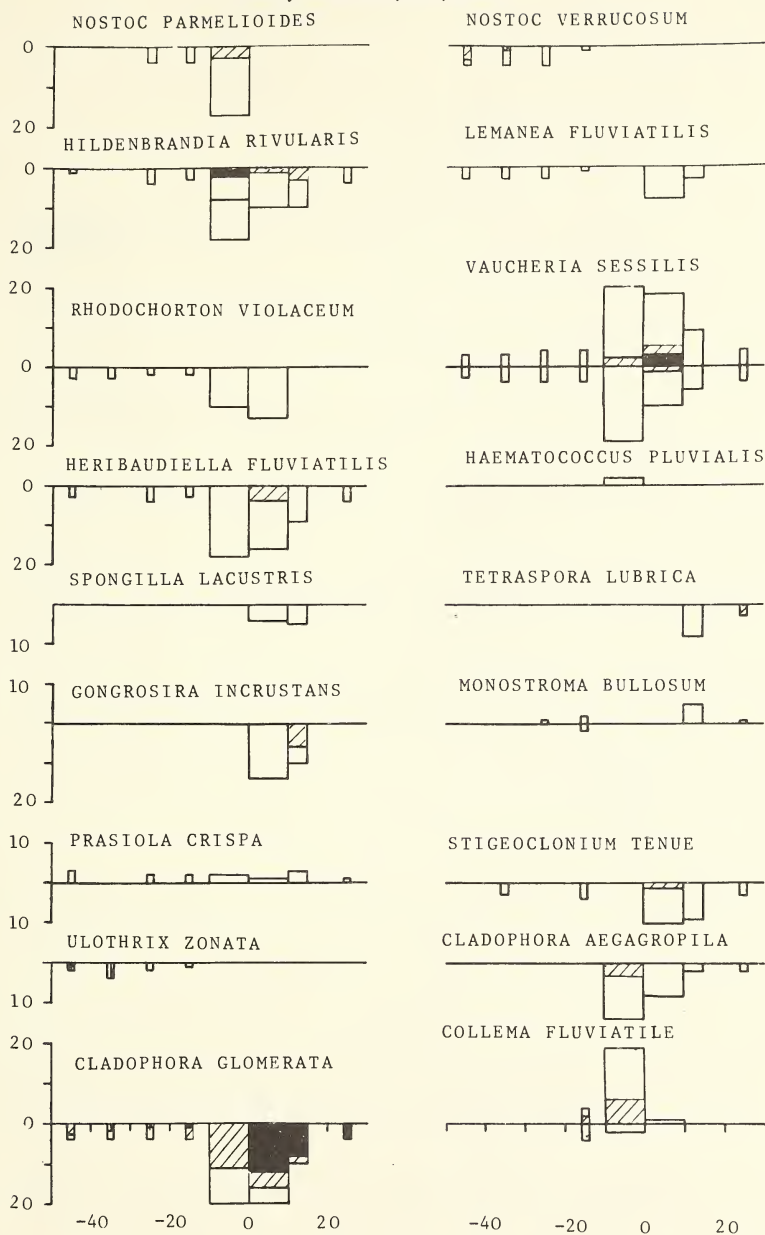 NOSTOC PARMELIOIDES
NOSTOC VERRUCOSUM
0
20
HILDENBRANDIA RIVULARIS
LEMANEA FLUVIATILIS
0
20
VAUCHERIA SESSILIS
20
RHODOCHORTON VIOLACEUM
0
20
HERIBAUDIELLA FLUVIATILIS
HAEMATOCOCCUS PLUVIALIS
0
20
SPONGILLA LACUSTRIS
TETRASPORA LUBRICA
10
10
GONGROSIRA INCRUSTANS
MONOSTROMA BULLOSUM
20
10
PRASIOLA CRISPA
STIGEOCLONIUM TENUE
10
ULOTHRIX ZONATA
CLADOPHORA AEGAGROPILA
0
10
20
CLADOPHORA GLOMERATA
COLLEMA FLUVIATILE
0
20
-40 -20 0 20
-40 -20 0 20